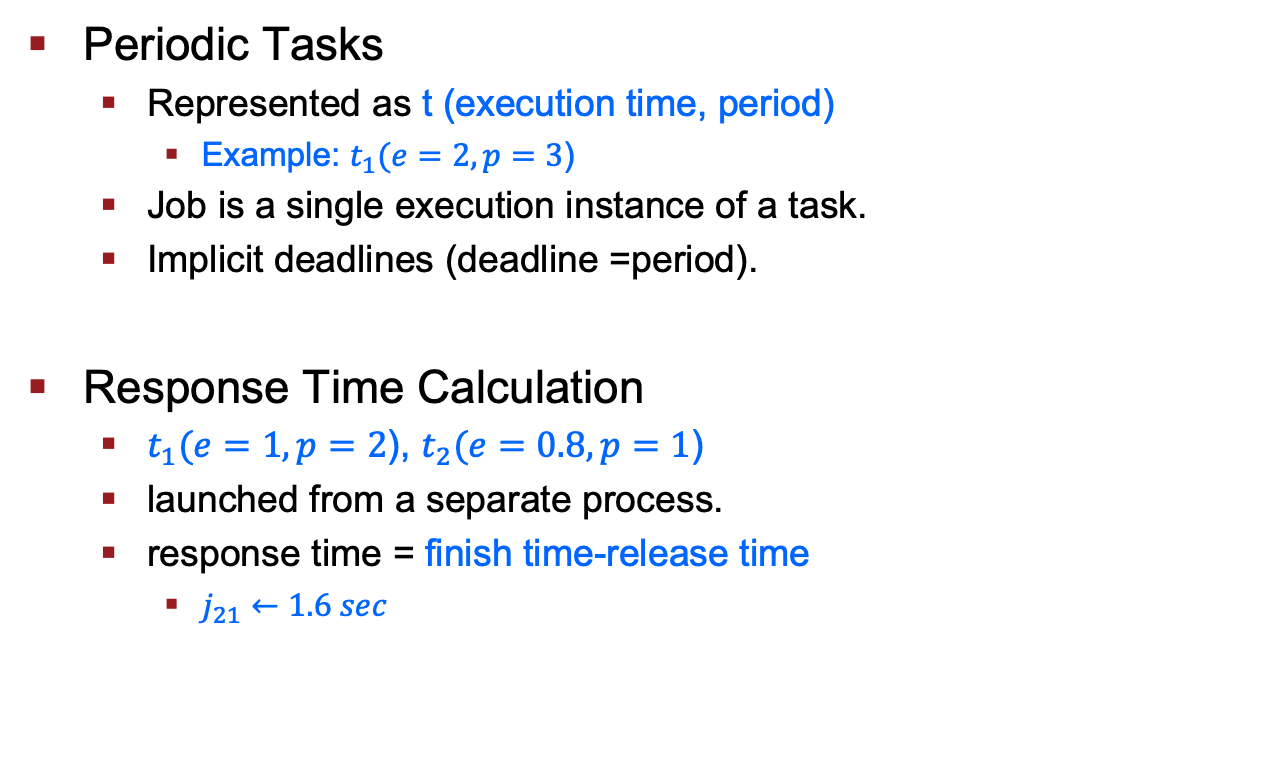 ▪ Periodic Tasks
▪ Represented as t (execution time, period)
▪ Example: t₁(e = 2, p = 3)
▪ Job is a single execution instance of a task.
▪ Implicit deadlines (deadline =period).
▪ Response Time Calculation
▪ t₁(e = 1, p = 2), t₂(e = 0.8, p = 1)
▪ launched from a separate process.
▪ response time = finish time-release time
▪ j₂₁ ← 1.6 sec